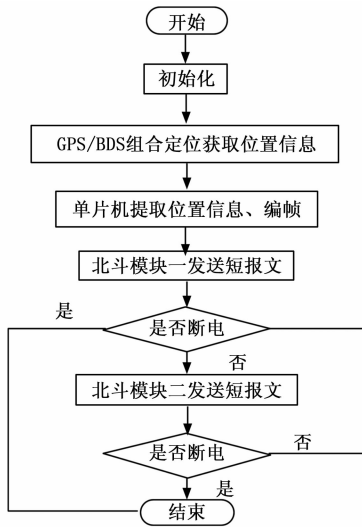 开始
初始化
GPS/BDS组合定位获取位置信息
单片机提取位置信息、编帧
北斗模块一发送短报文
是
是否断电
否
北斗模块二发送短报文
是否断电
否
是
结束